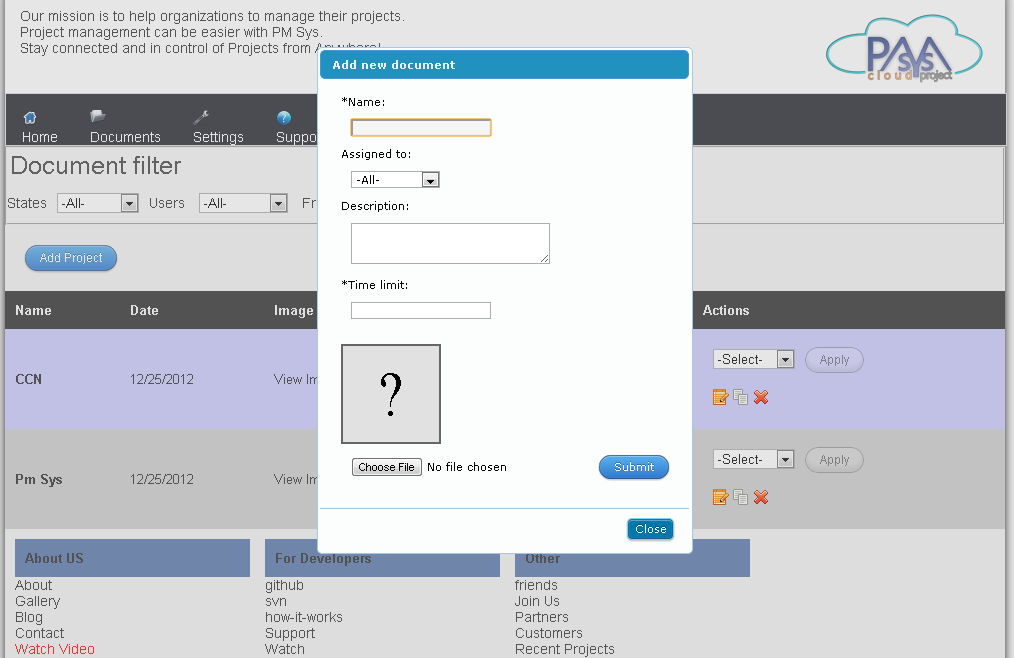 Our mission is to help organizations to manage their projects.
Project management can be easier with PM Sys.
Stay connected and in control of Projects from Anywhere!
PM
sys
cloud project
Home Documents Settings Suppo
Document filter
States -All- Users -All- Fr
Add Project
Name Date Image Actions
CCN 12/25/2012 View Im -Select- Apply
Pm Sys 12/25/2012 View Im -Select- Apply
Add new document
*Name:
Assigned to:
-All-
Description:
*Time limit:
?
Choose File No file chosen Submit
Close
About US
About
Gallery
Blog
Contact
Watch Video
For Developers
github
svn
how-it-works
Support
Watch
Other
friends
Join Us
Partners
Customers
Recent Projects